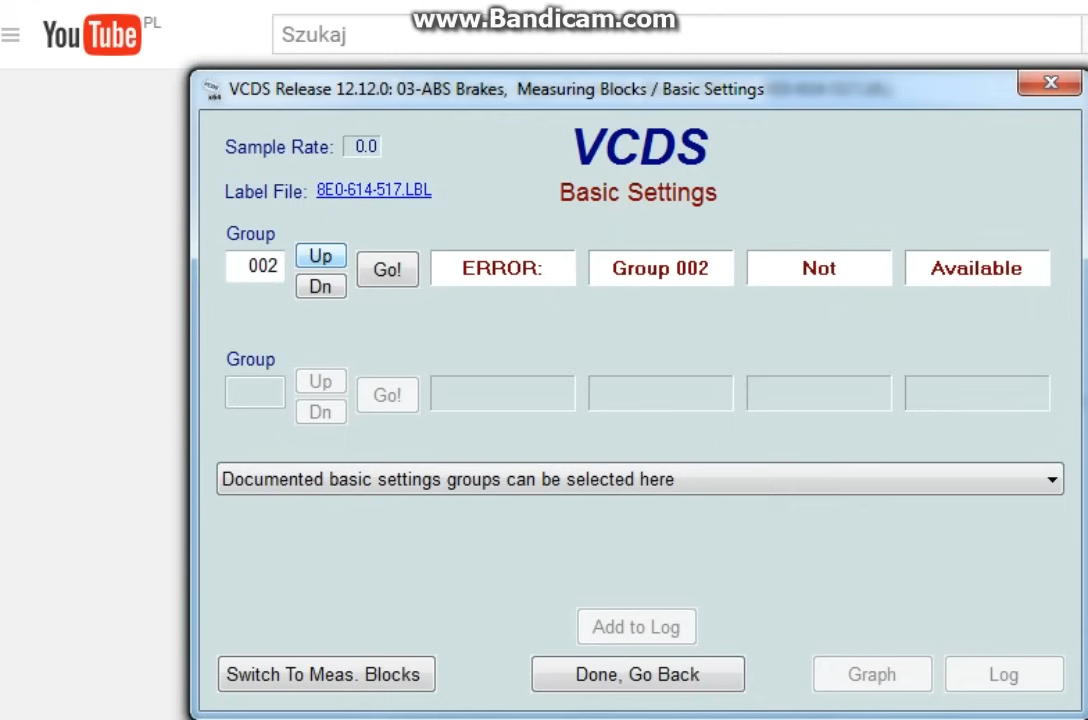 www.Bandicam.com
YouTube PL
Szukaj
VCDS Release 12.12.0: 03-ABS Brakes, Measuring Blocks / Basic Settings
Sample Rate: 0.0
VCDS
Label File: 8E0-614-517.LBL
Basic Settings
Group
002 Up Dn Go! ERROR: Group 002 Not Available
Group
Up Dn Go!
Documented basic settings groups can be selected here
Add to Log
Switch To Meas. Blocks Done, Go Back Graph Log